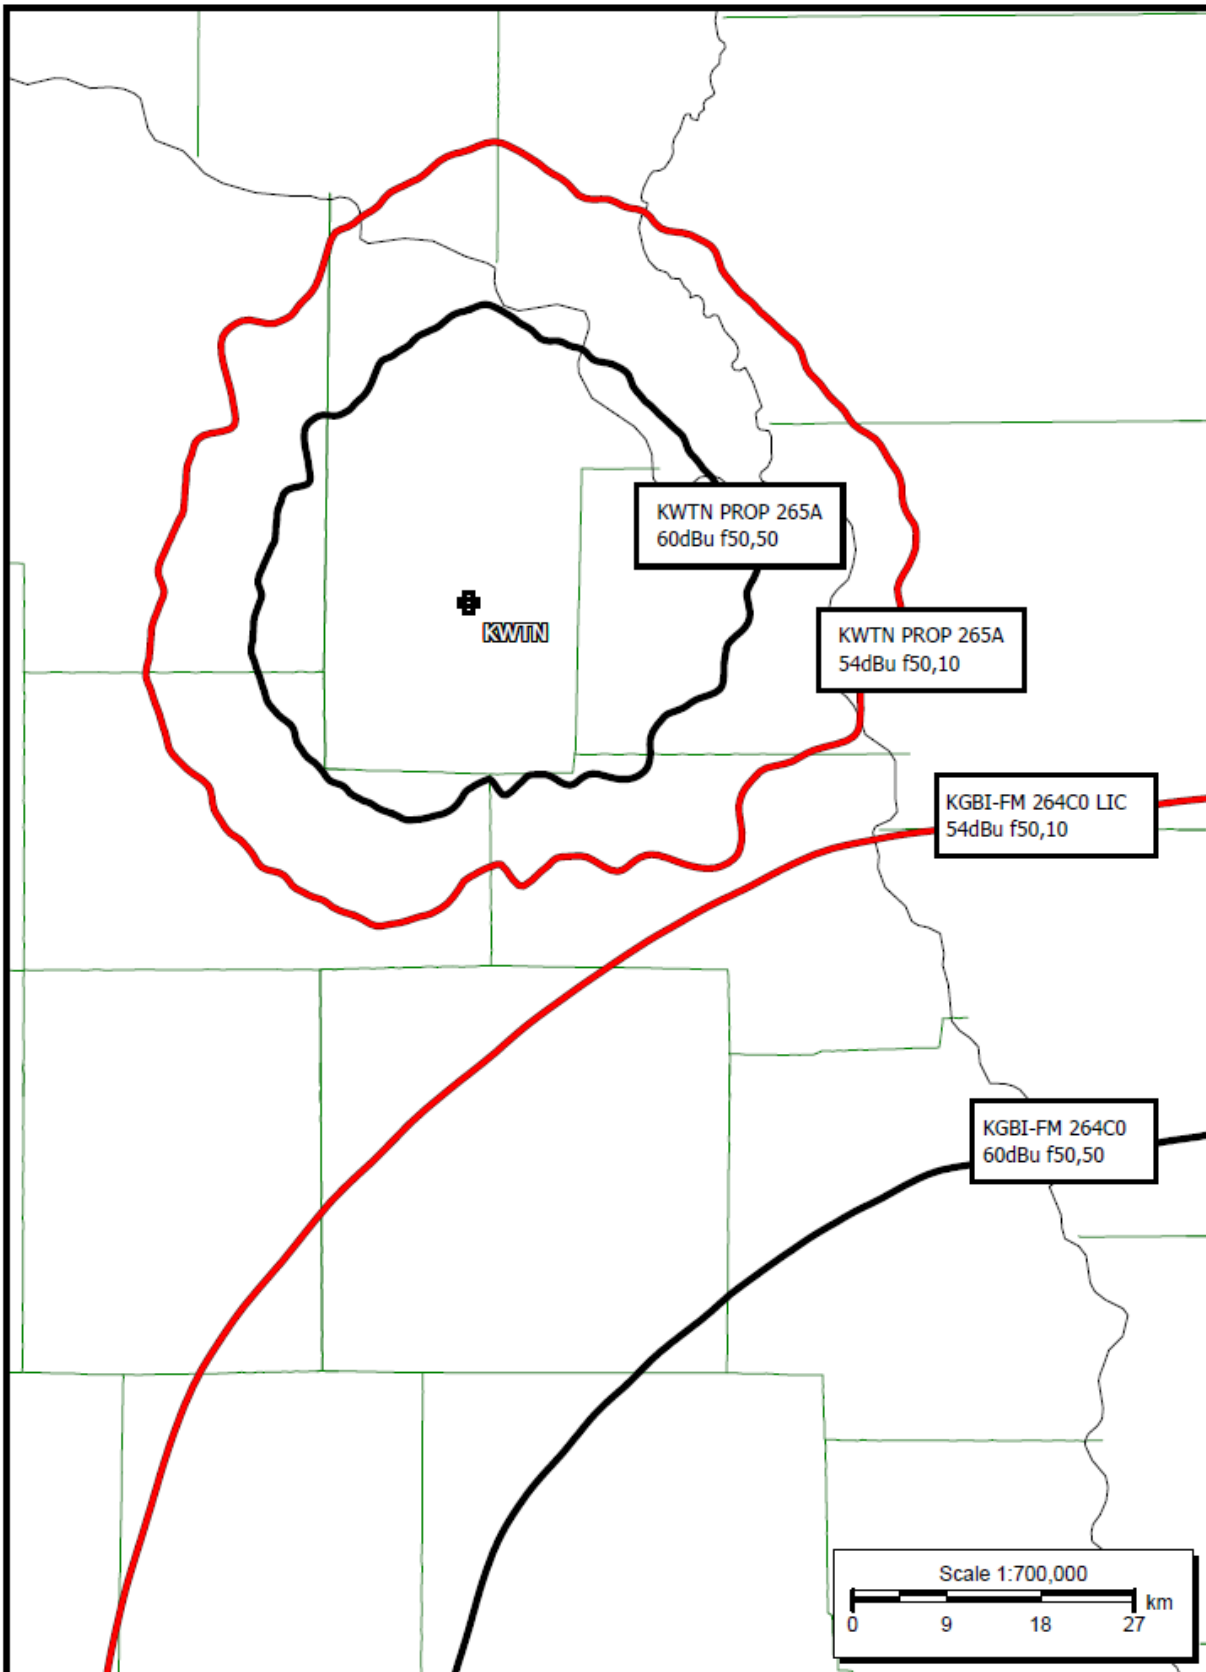 KWTN PROP 265A
60dBu f50,50
KWTN
KWTN PROP 265A
54dBu f50,10
KGBI-FM 264C0 LIC
54dBu f50,10
KGBI-FM 264C0
60dBu f50,50
Scale 1:700,000
km
0 9 18 27